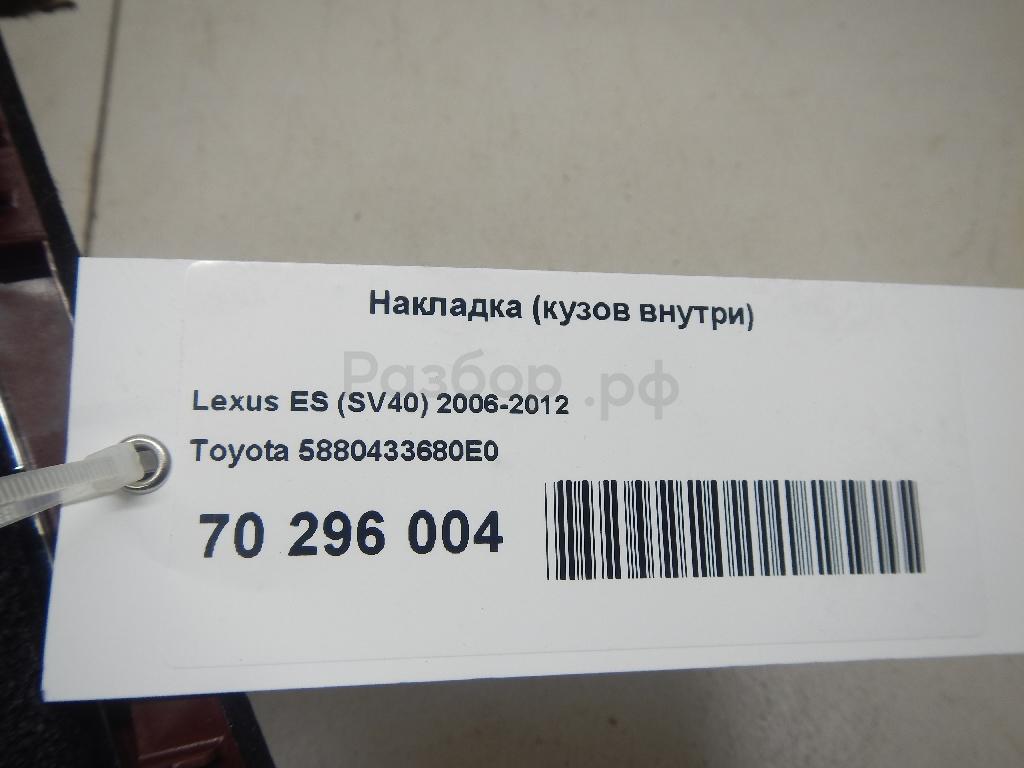 Накладка (кузов внутри)
Разбор.рф
Lexus ES (SV40) 2006-2012
Toyota 5880433680E0
70 296 004